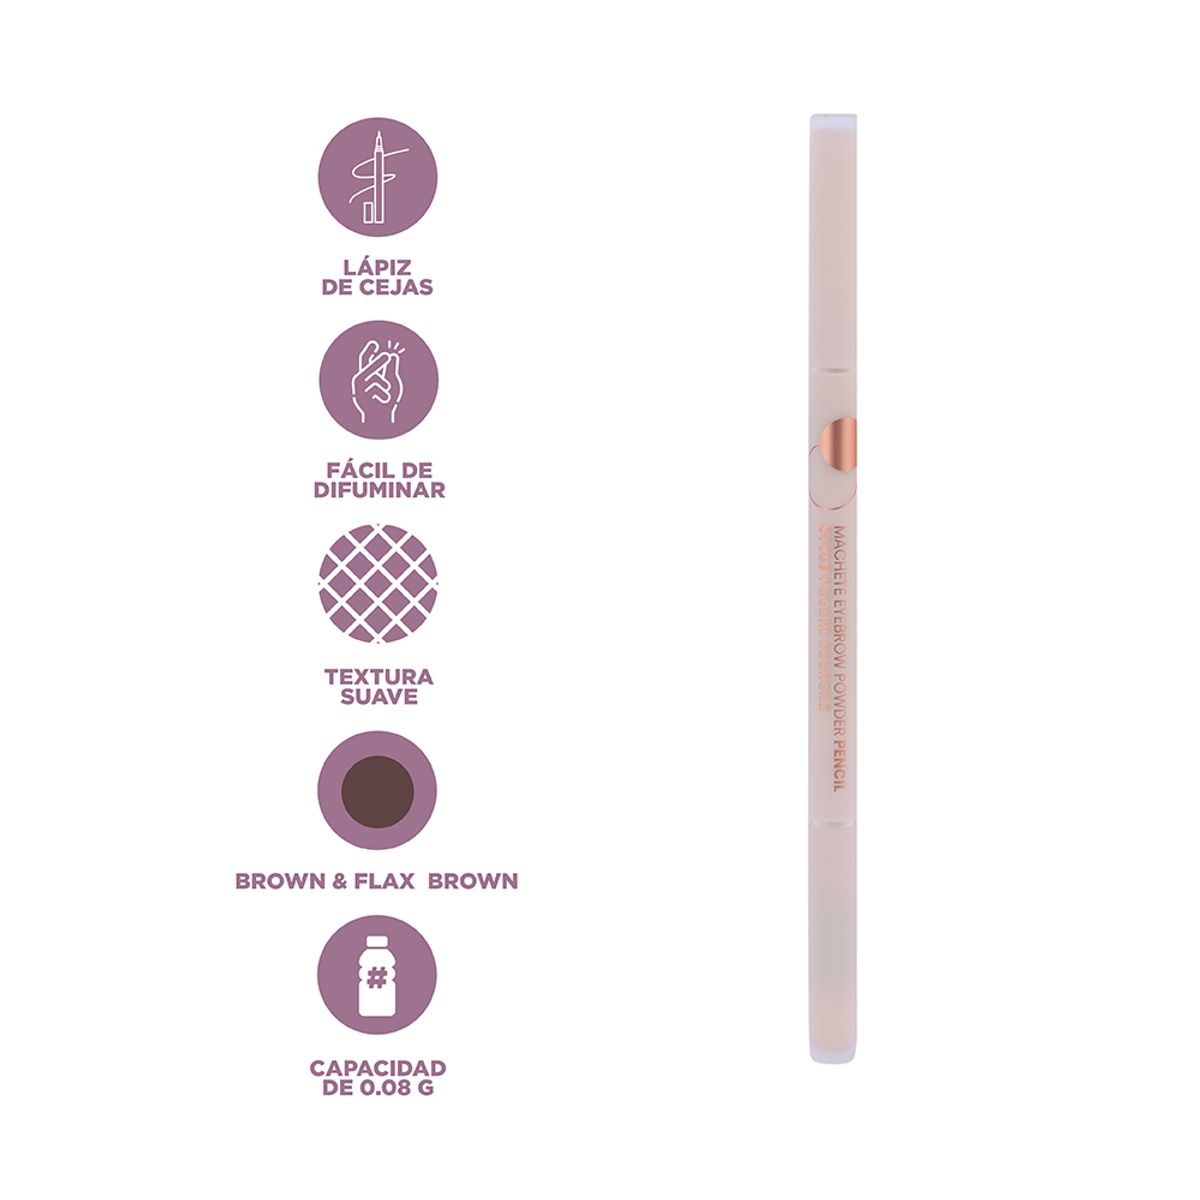 LÁPIZ
DE CEJAS
FÁCIL DE
DIFUMINAR
TEXTURA
SUAVE
BROWN & FLAX BROWN
#
CAPACIDAD
DE 0.08 G
MACHETE EYEBROW POWDER PENCIL